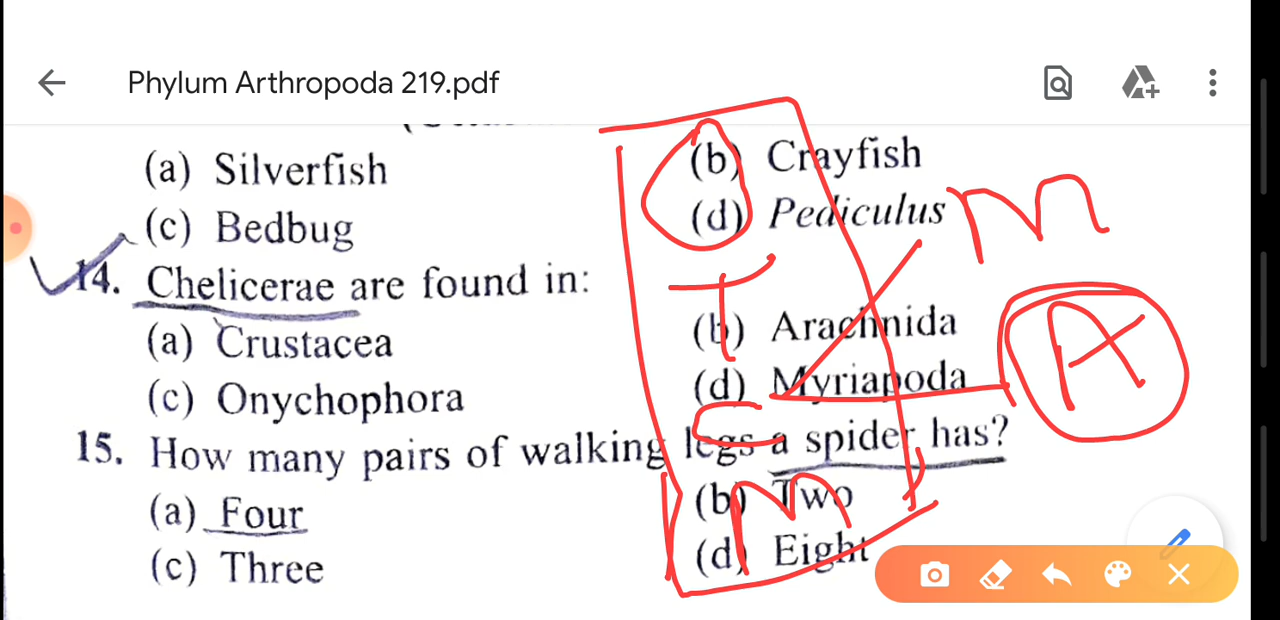 Phylum Arthropoda 219.pdf
(a) Silverfish (b) Crayfish
(c) Bedbug (d) Pediculus M
14. Chelicerae are found in: I
(a) Crustacea (b) Arachnida A
(c) Onychophora (d) Myriapoda
15. How many pairs of walking legs a spider has?
(a) Four (b) Two
(c) Three (d) Eight